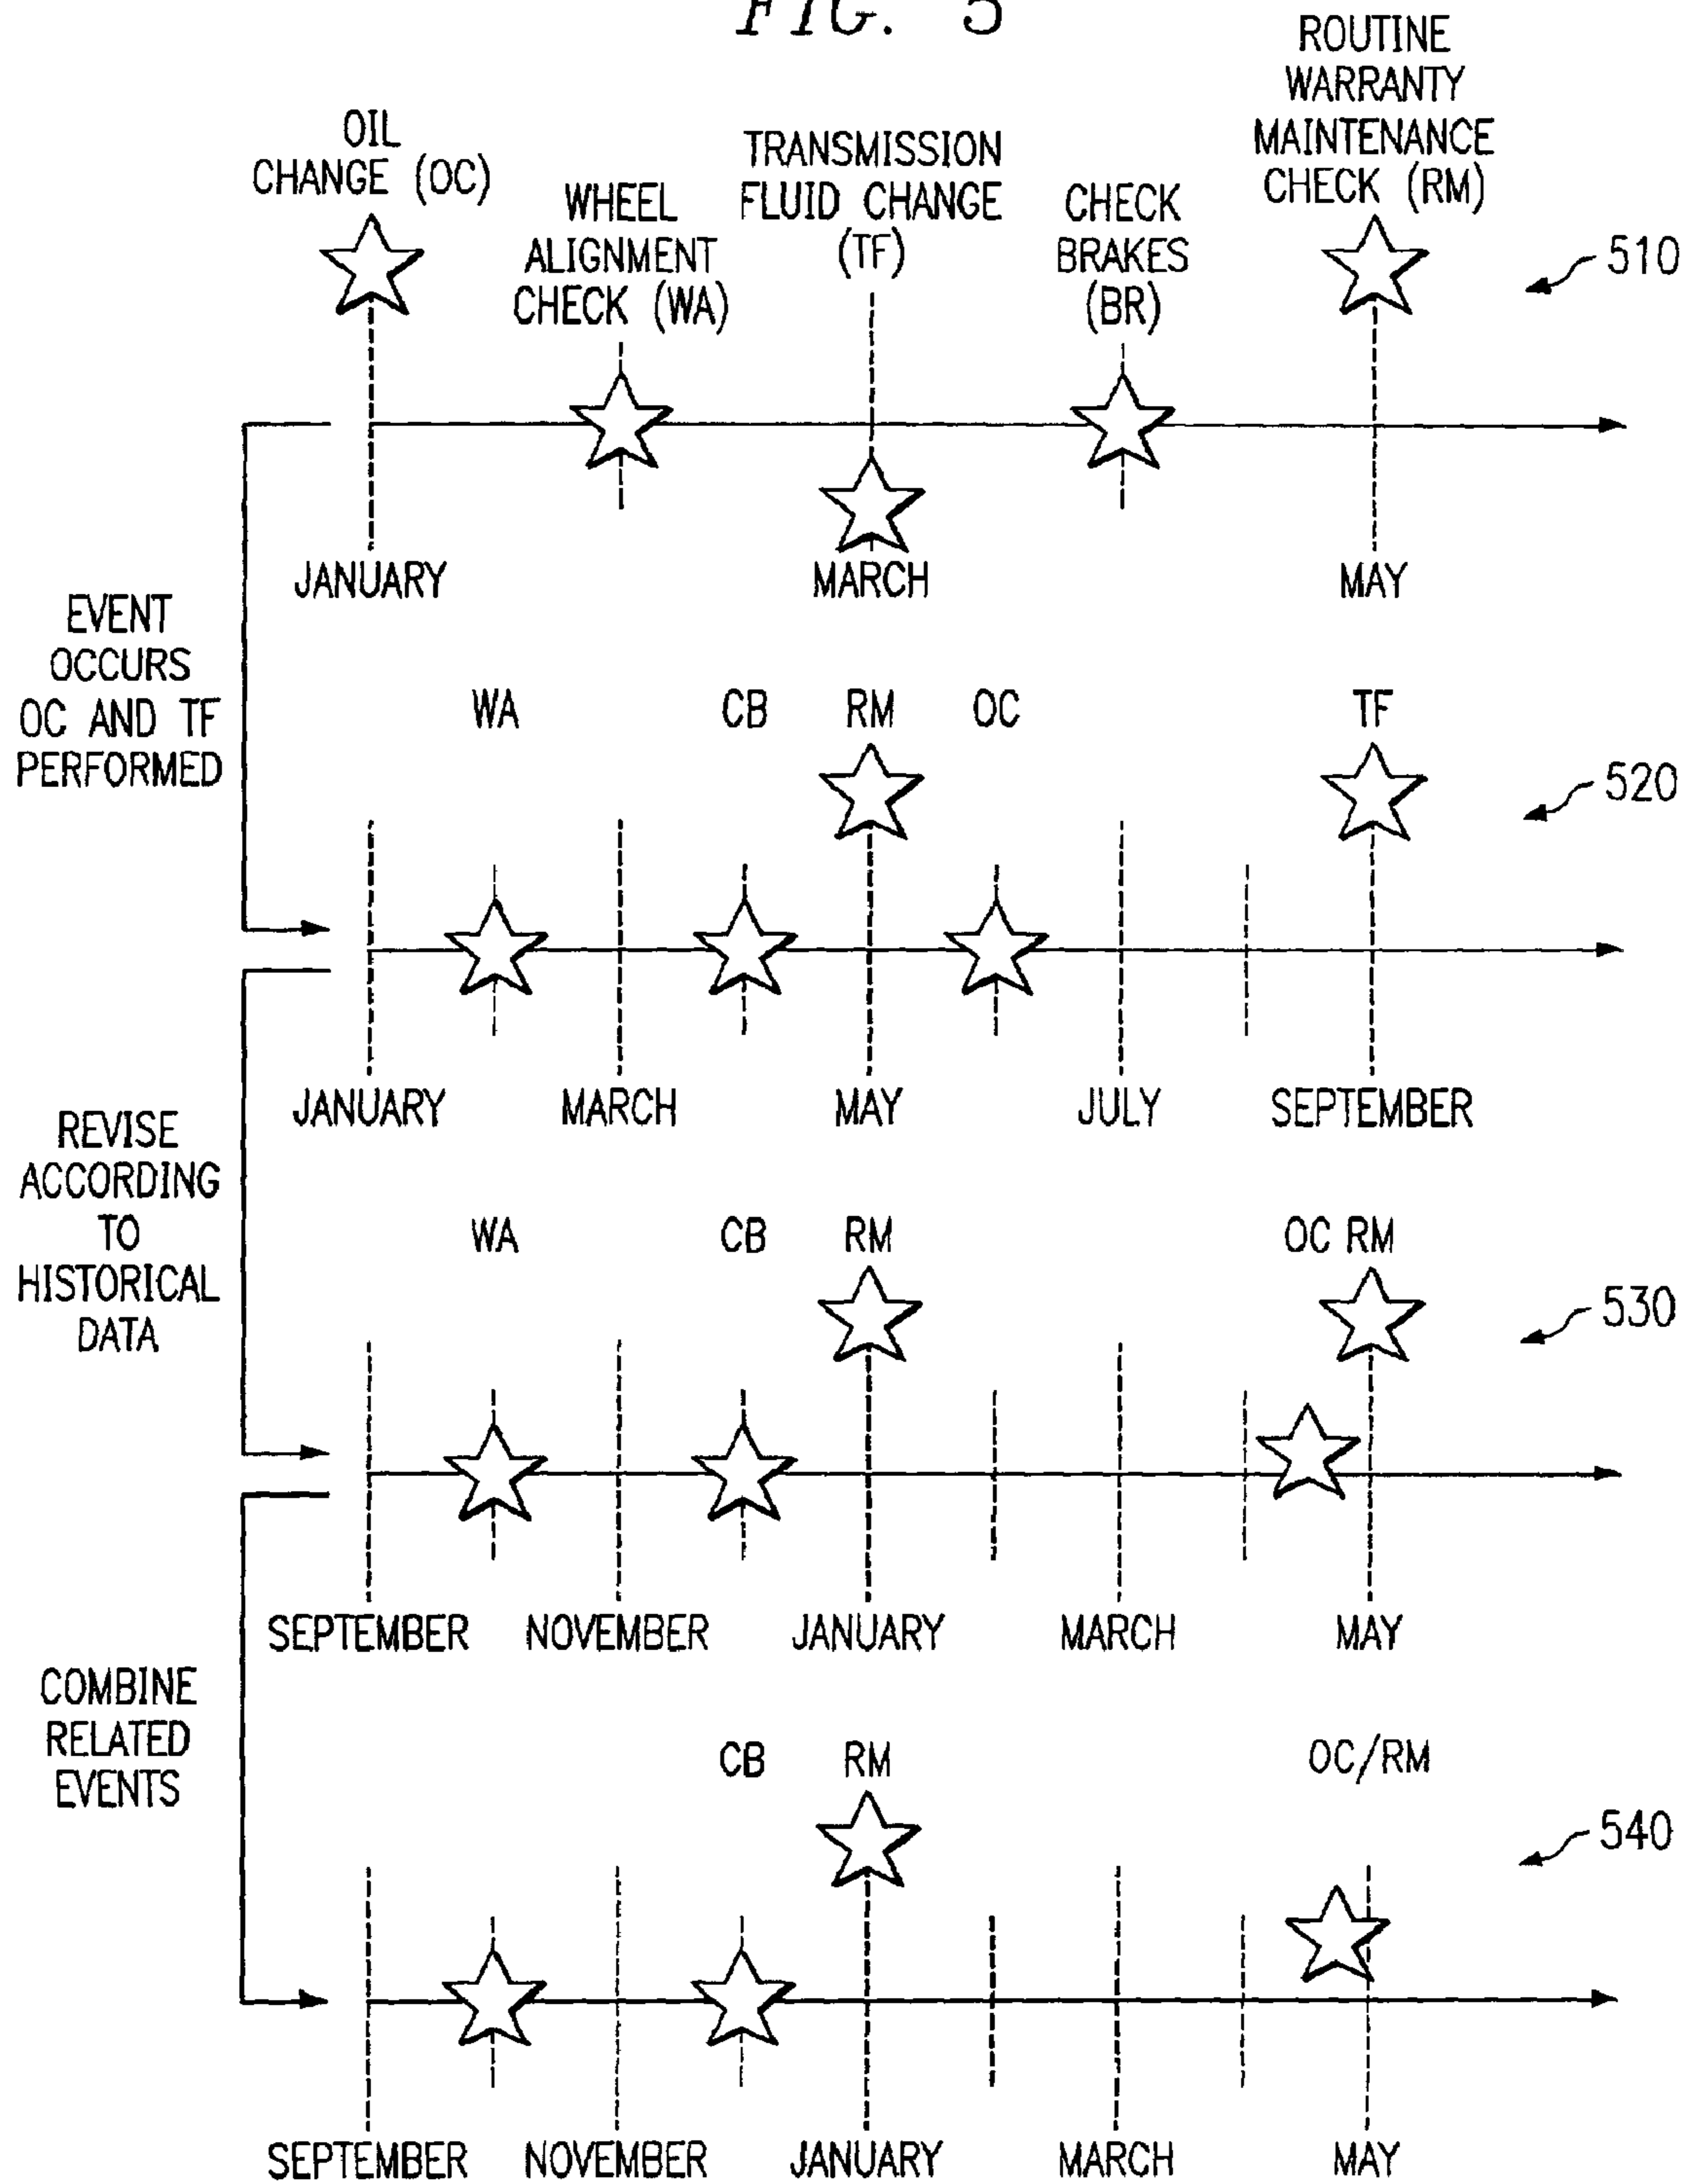 FIG. 5
OIL
CHANGE (OC)
WHEEL
ALIGNMENT
CHECK (WA)
TRANSMISSION
FLUID CHANGE
(TF)
CHECK
BRAKES
(BR)
ROUTINE
WARRANTY
MAINTENANCE
CHECK (RM)
510
JANUARY MARCH MAY
EVENT
OCCURS
OC AND TF
PERFORMED
WA CB RM OC TF
520
JANUARY MARCH MAY JULY SEPTEMBER
REVISE
ACCORDING
TO
HISTORICAL
DATA
WA CB RM OC RM
530
SEPTEMBER NOVEMBER JANUARY MARCH MAY
COMBINE
RELATED
EVENTS
CB RM OC/RM
540
SEPTEMBER NOVEMBER JANUARY MARCH MAY